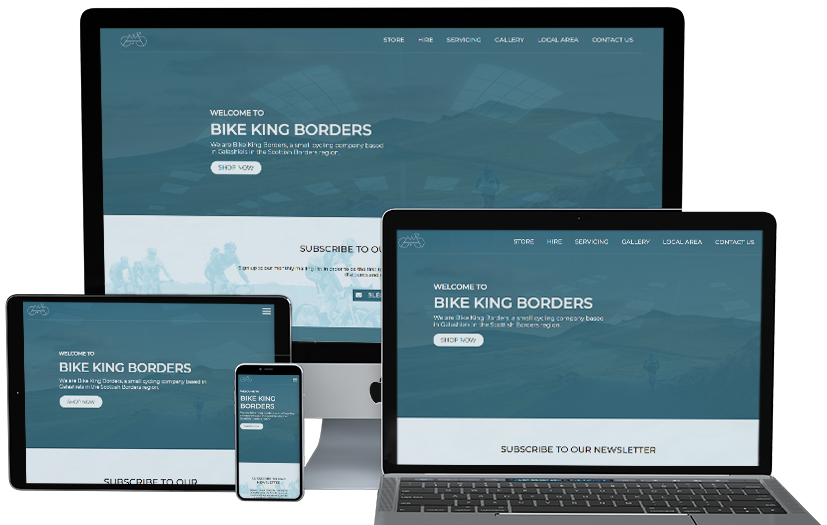 STORE HIRE SERVICING GALLERY LOCAL AREA CONTACT US
WELCOME TO
BIKE KING BORDERS
We are Bike King Borders, a small cycling company based
in Galashiels in the Scottish Borders region.
SHOP NOW
SUBSCRIBE TO OU
Sign up to our monthly mailing list in order to be the first
STORE HIRE SERVICING GALLERY LOCAL AREA CONTACT US
WELCOME TO
BIKE KING BORDERS
We are Bike King Borders, a small cycling company based
in Galashiels in the Scottish Borders region.
SHOP NOW
SUBSCRIBE TO OUR NEWSLETTER
WELCOME TO
BIKE KING BORDERS
We are Bike King Borders, a small cycling company based in
Galashiels in the Scottish Borders region.
SHOP NOW
SUBSCRIBE TO OUR
WELCOME TO
BIKE KING
BORDERS
SHOP NOW
SUBSCRIBE TO OUR
NEWSLETTER